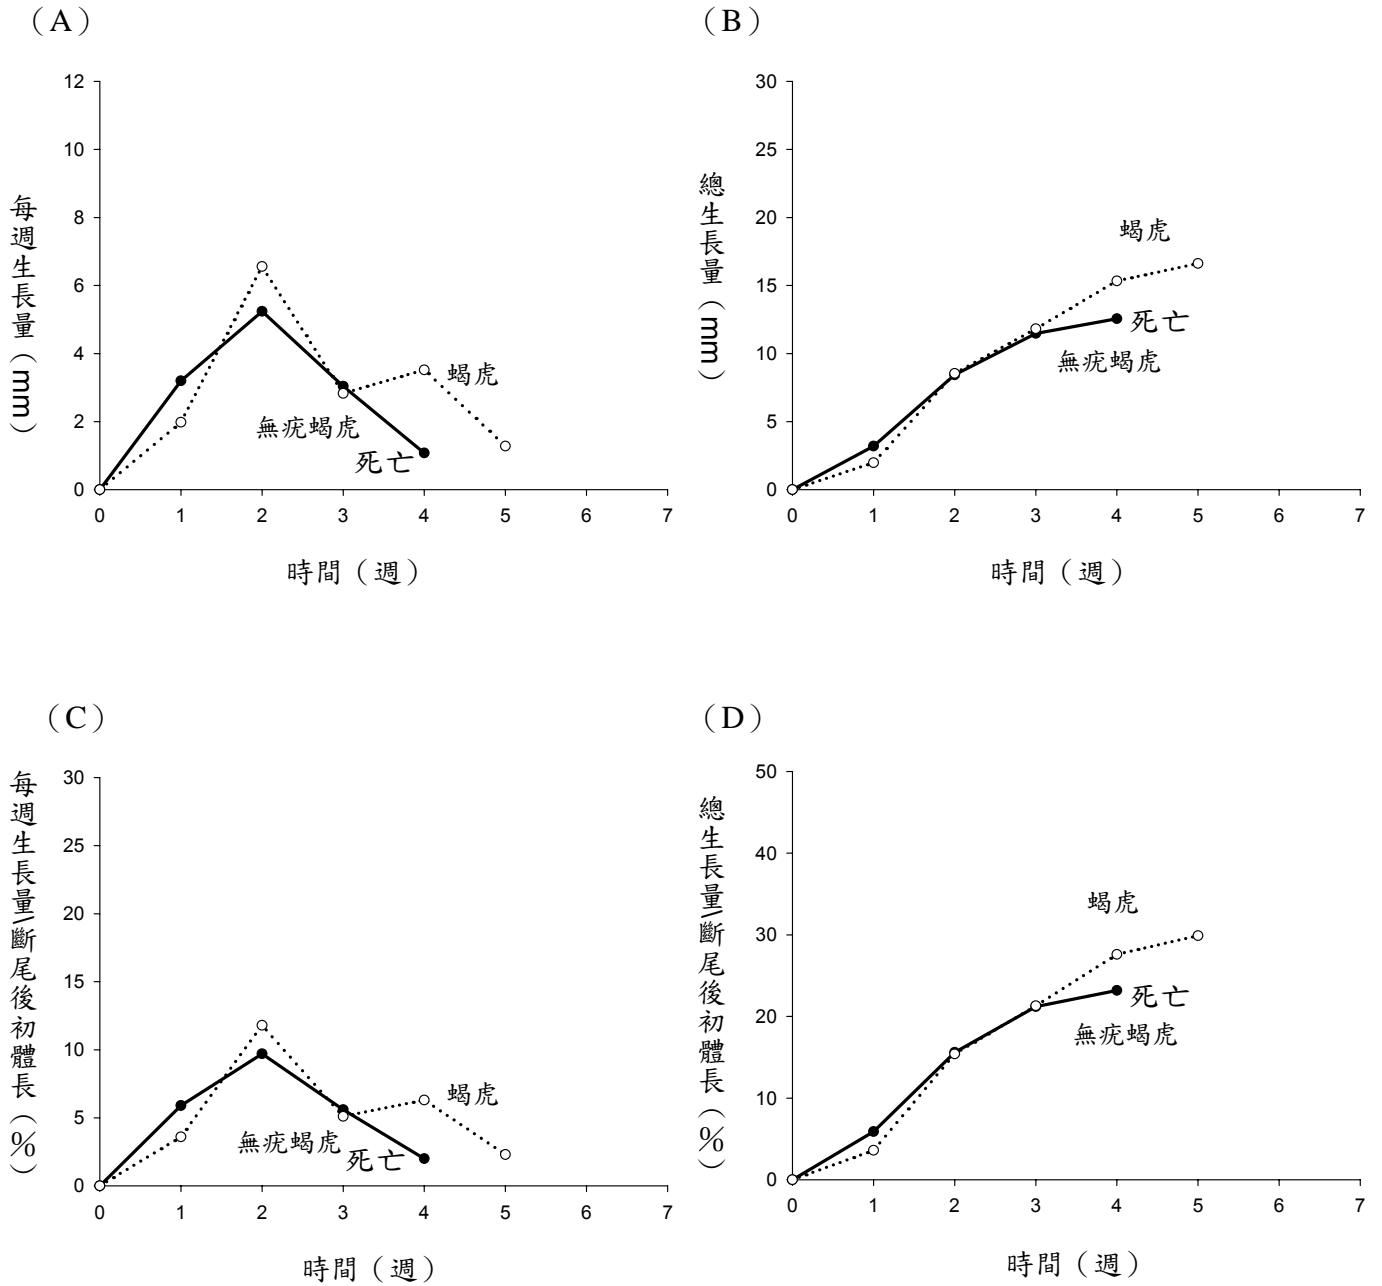 （A）
12
10
8
6
4
2
0
每週生長量（mm）
蝎虎
無疣蝎虎
死亡
0 1 2 3 4 5 6 7
時間（週）
（B）
30
25
20
15
10
5
0
總生長量（mm）
蝎虎
死亡
無疣蝎虎
0 1 2 3 4 5 6 7
時間（週）
（C）
30
25
20
15
10
5
0
每週生長量\斷尾後初體長（%）
蝎虎
無疣蝎虎
死亡
0 1 2 3 4 5 6 7
時間（週）
（D）
50
40
30
20
10
0
總生長量\斷尾後初體長（%）
蝎虎
死亡
無疣蝎虎
0 1 2 3 4 5 6 7
時間（週）